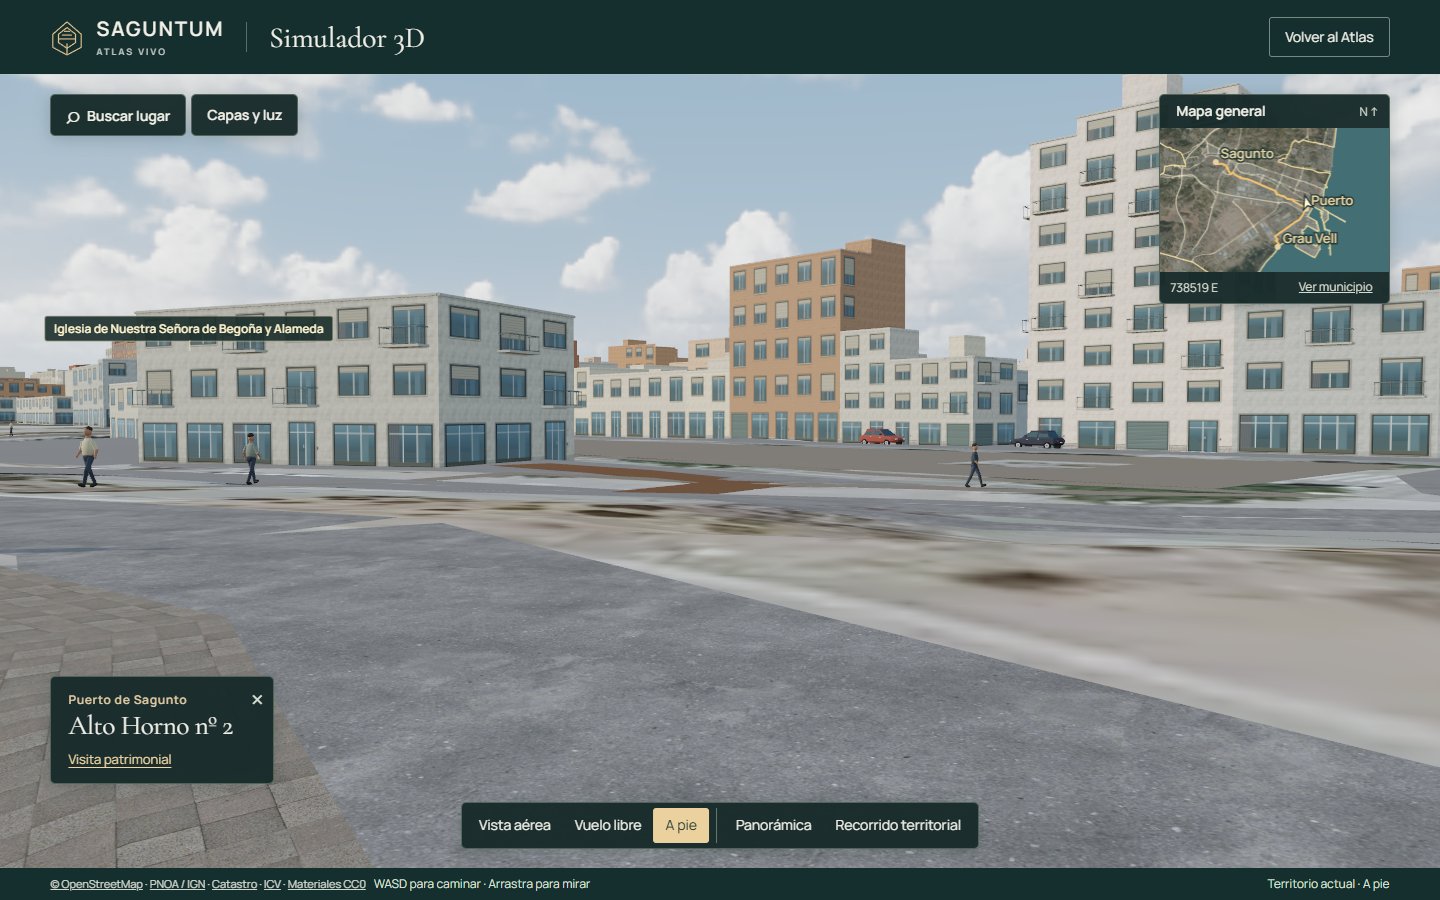 SAGUNTUM
ATLAS VIVO
Simulador 3D
Volver al Atlas
Buscar lugar
Capas y luz
Mapa general
N ↑
Sagunto
Puerto
Grau Vell
738519 E
Ver municipio
Iglesia de Nuestra Señora de Begoña y Alameda
Puerto de Sagunto
Alto Horno nº 2
Visita patrimonial
Vista aérea
Vuelo libre
A pie
Panorámica
Recorrido territorial
© OpenStreetMap · PNOA / IGN · Catastro · ICV · Materiales CC0
WASD para caminar · Arrastra para mirar
Territorio actual · A pie